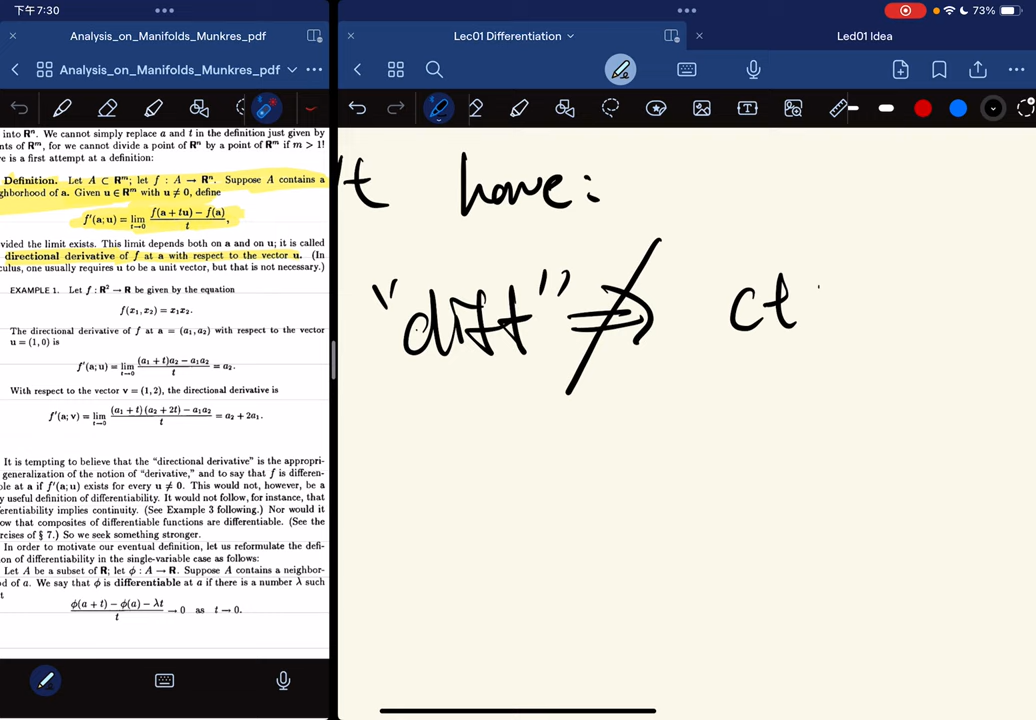 下午7:30
73%
Analysis_on_Manifolds_Munkres_pdf
Lec01 Differentiation
Led01 Idea
Analysis_on_Manifolds_Munkres_pdf
into Rⁿ. We cannot simply replace a and t in the definition just given by
nts of Rᵐ, for we cannot divide a point of Rⁿ by a point of Rᵐ if m > 1!
e is a first attempt at a definition:
Definition. Let A ⊂ Rᵐ; let f : A → Rⁿ. Suppose A contains a
ghborhood of a. Given u ∈ Rᵐ with u ≠ 0, define
f'(a;u) = lim t→0 f(a + tu) − f(a) / t,
vided the limit exists. This limit depends both on a and on u; it is called
directional derivative of f at a with respect to the vector u. (In
culus, one usually requires u to be a unit vector, but that is not necessary.)
EXAMPLE 1. Let f : R² → R be given by the equation
f(x₁, x₂) = x₁x₂.
The directional derivative of f at a = (a₁, a₂) with respect to the vector
u = (1, 0) is
f'(a; u) = lim t→0 (a₁ + t)a₂ − a₁a₂ / t = a₂.
With respect to the vector v = (1, 2), the directional derivative is
f'(a; v) = lim t→0 (a₁ + t)(a₂ + 2t) − a₁a₂ / t = a₂ + 2a₁.
It is tempting to believe that the "directional derivative" is the appropri-
generalization of the notion of "derivative," and to say that f is differen-
ble at a if f'(a; u) exists for every u ≠ 0. This would not, however, be a
y useful definition of differentiability. It would not follow, for instance, that
erentiability implies continuity. (See Example 3 following.) Nor would it
ow that composites of differentiable functions are differentiable. (See the
rcises of § 7.) So we seek something stronger.
In order to motivate our eventual definition, let us reformulate the defi-
on of differentiability in the single-variable case as follows:
Let A be a subset of R; let φ : A → R. Suppose A contains a neighbor-
d of a. We say that φ is differentiable at a if there is a number λ such
t
φ(a + t) − φ(a) − λt / t → 0 as t → 0.
't have:
"diff" ⇏ ct